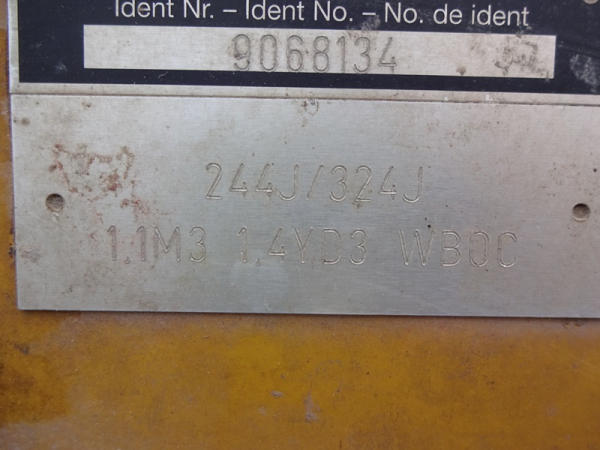 Ident Nr. – Ident No. – No. de ident
9068134
244J/324J
1.1M3 1.4YD3 WBOC